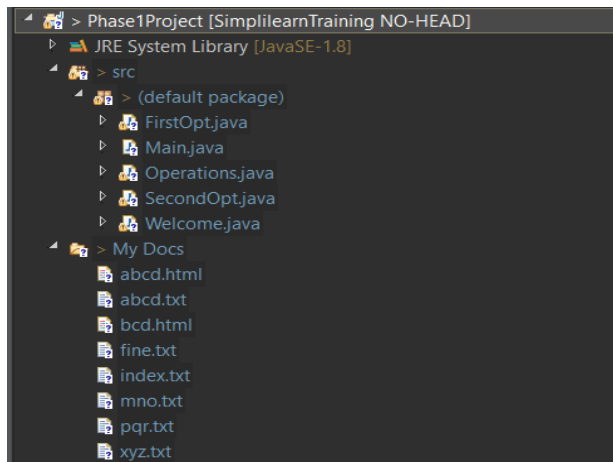 > Phase1Project [SimplilearnTraining NO-HEAD]
JRE System Library [JavaSE-1.8]
> src
> (default package)
FirstOpt.java
Main.java
Operations.java
SecondOpt.java
Welcome.java
> My Docs
abcd.html
abcd.txt
bcd.html
fine.txt
index.txt
mno.txt
pqr.txt
xyz.txt